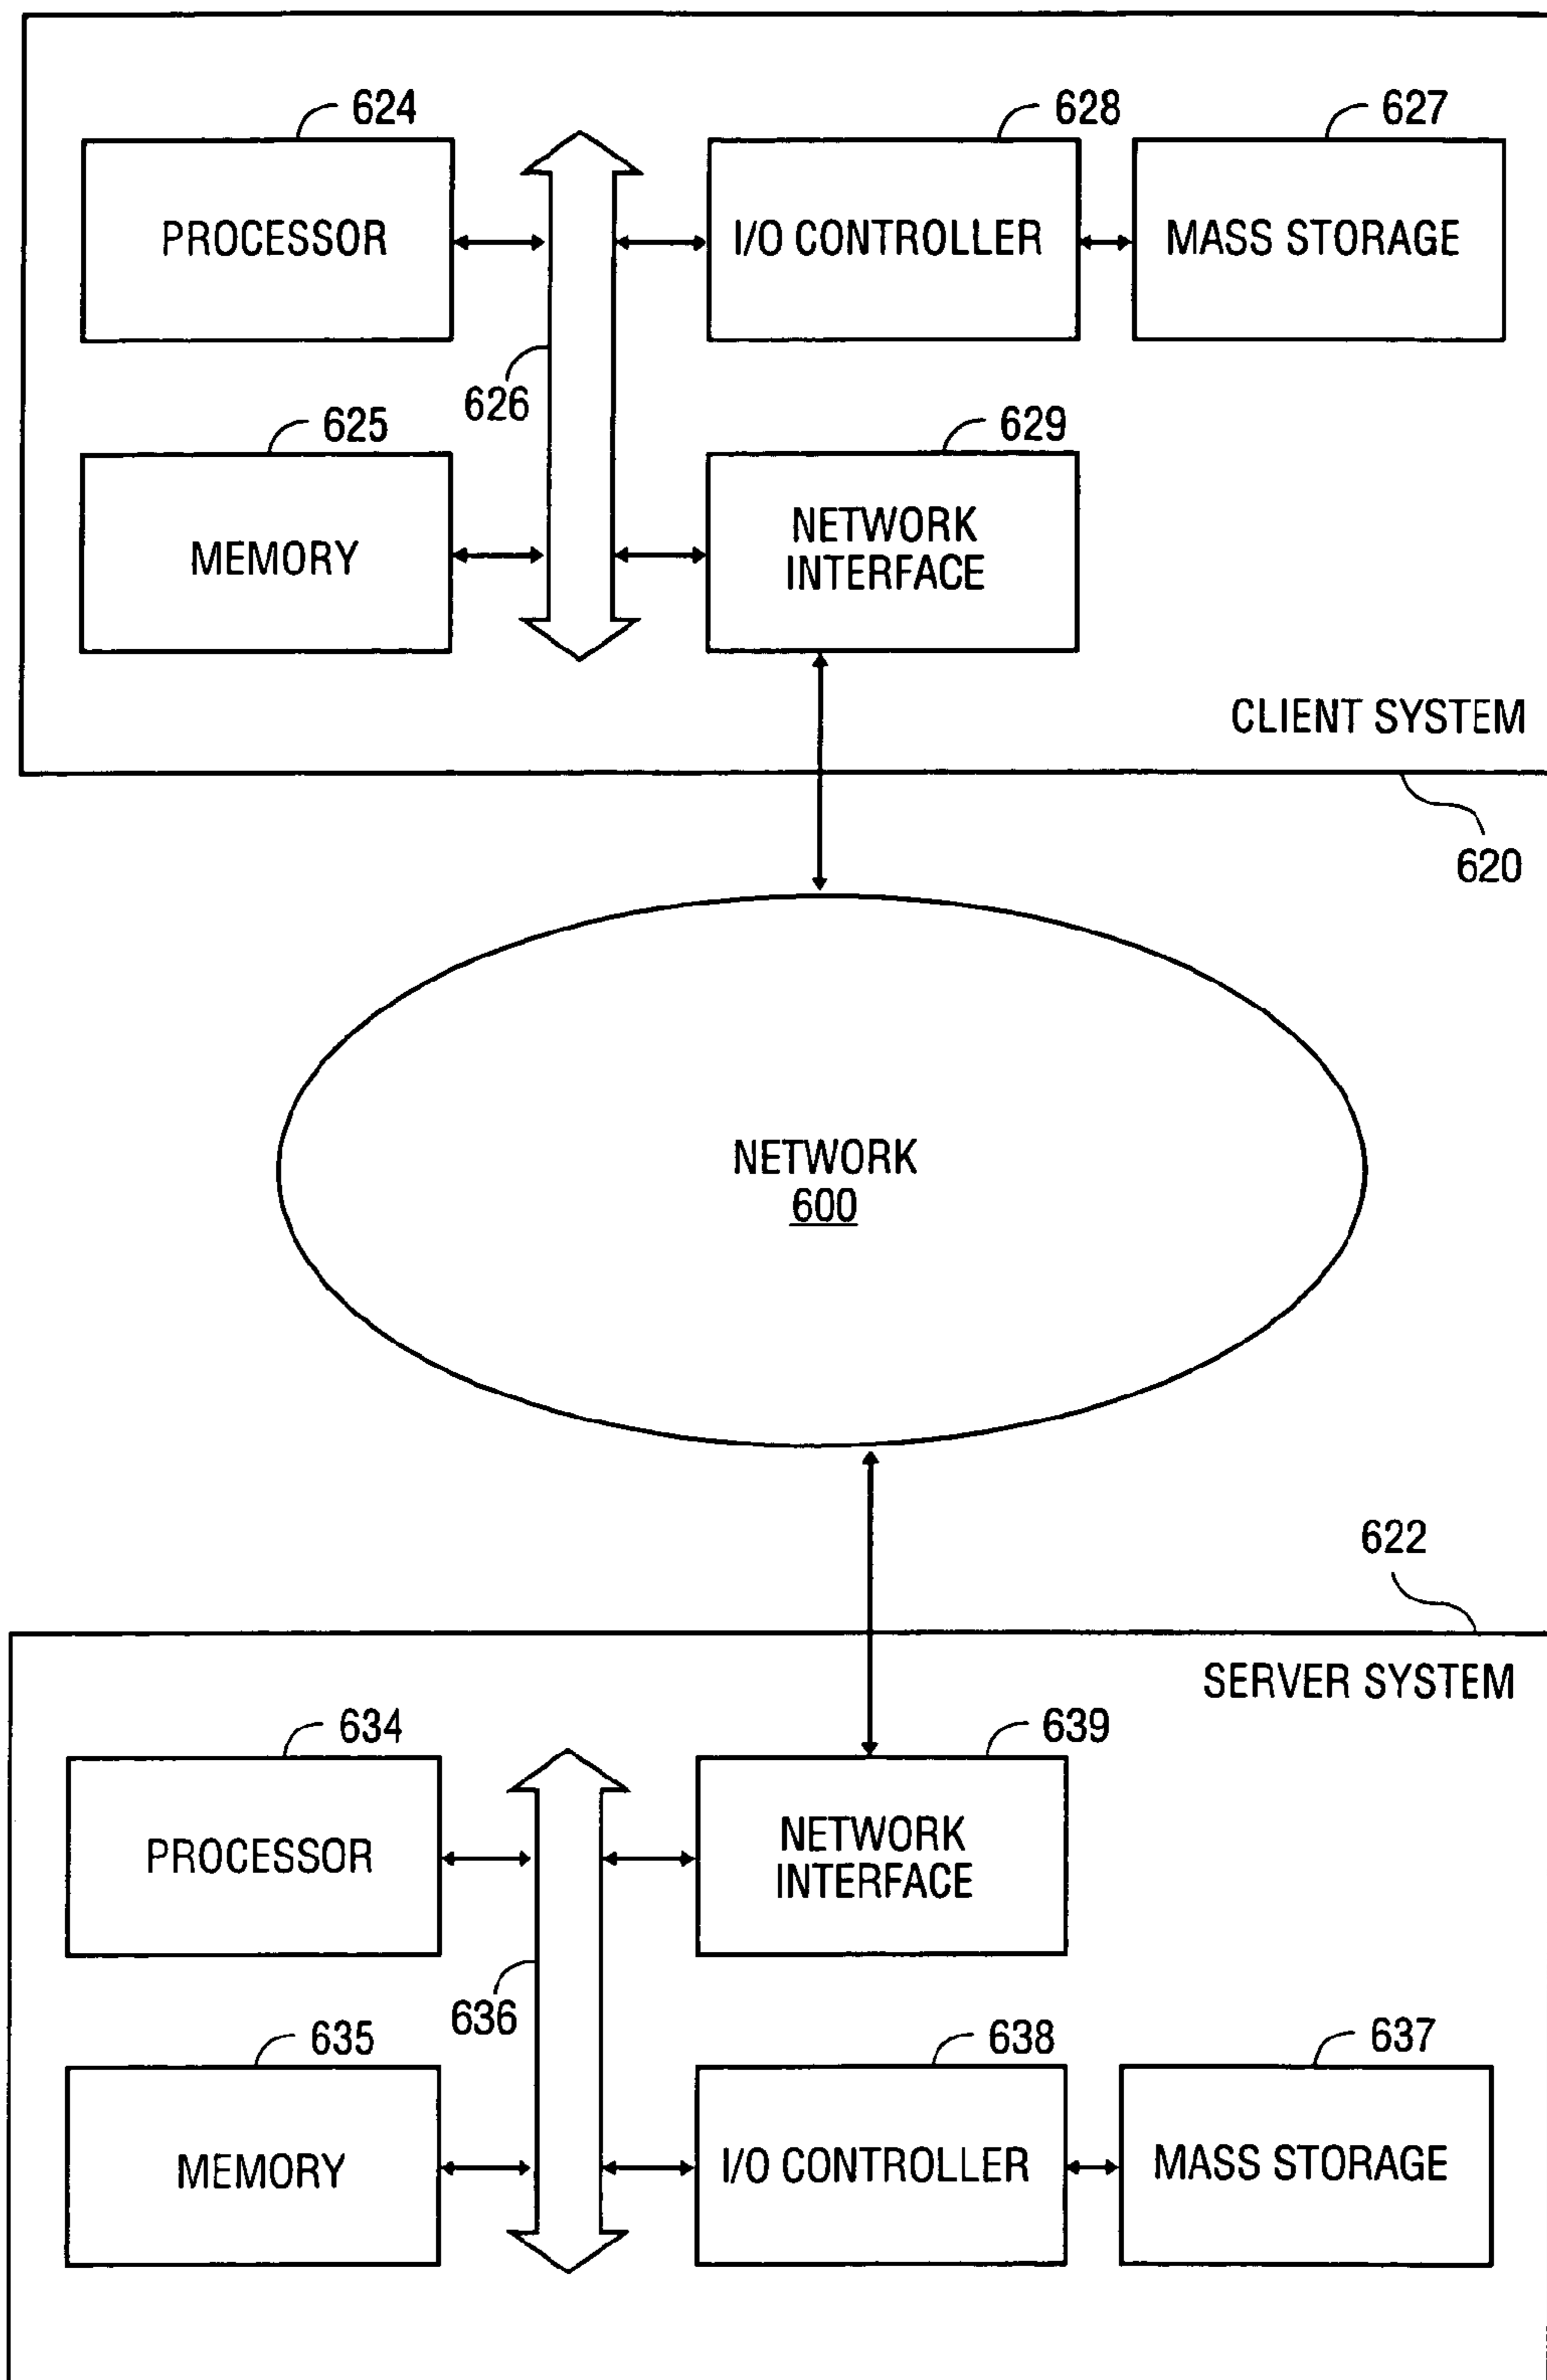 624
628
627
PROCESSOR
I/O CONTROLLER
MASS STORAGE
626
625
629
MEMORY
NETWORK
INTERFACE
CLIENT SYSTEM
620
NETWORK
600
622
SERVER SYSTEM
634
639
PROCESSOR
NETWORK
INTERFACE
636
635
638
637
MEMORY
I/O CONTROLLER
MASS STORAGE